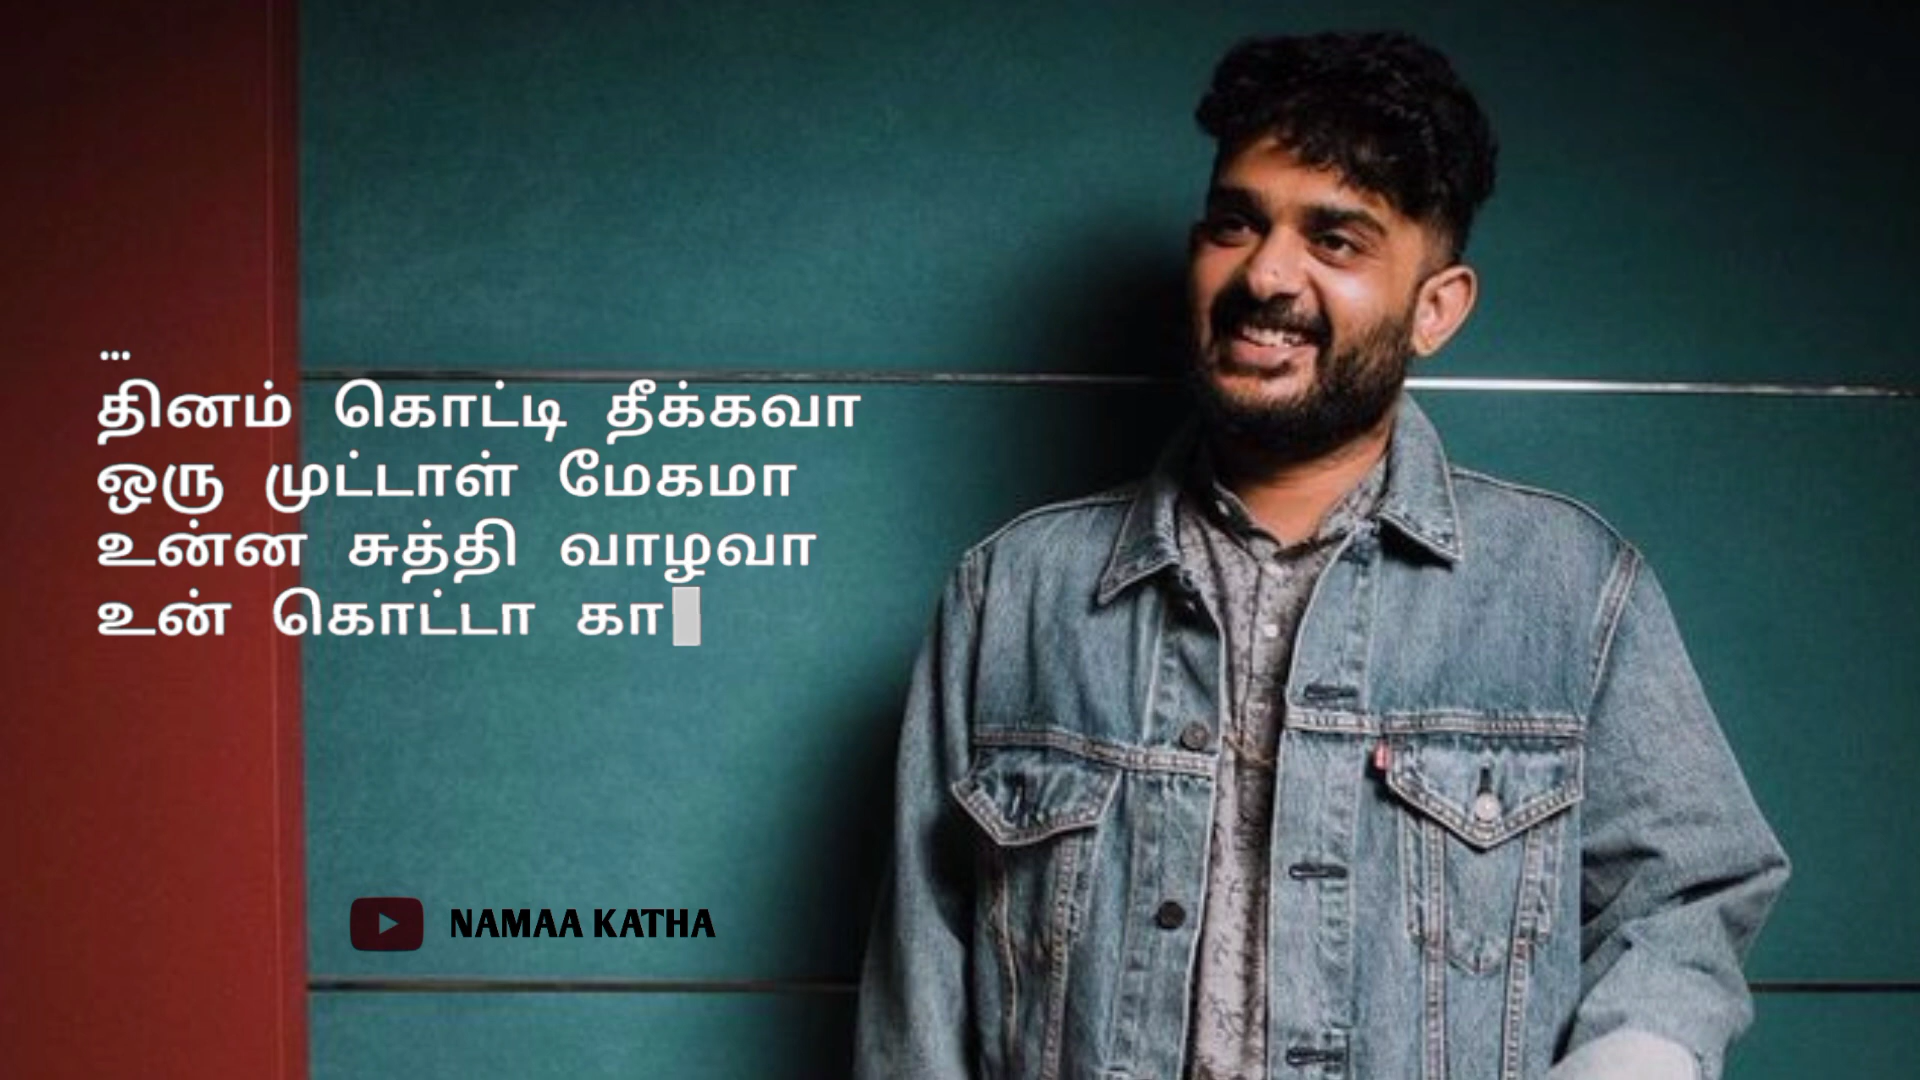 ...
தினம் கொட்டி தீக்கவா
ஒரு முட்டாள் மேகமா
உன்ன சுத்தி வாழவா
உன் கொட்டா கா
NAMAA KATHA